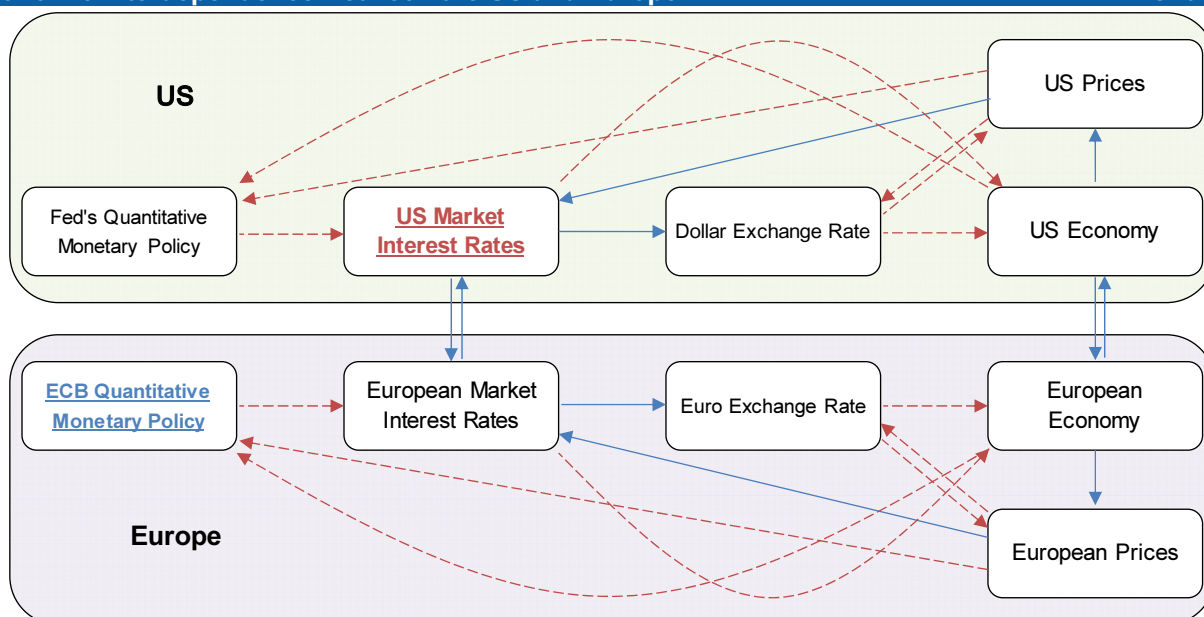 US
US Prices
Fed's Quantitative
Monetary Policy
US Market
Interest Rates
Dollar Exchange Rate
US Economy
ECB Quantitative
Monetary Policy
European Market
Interest Rates
Euro Exchange Rate
European
Economy
Europe
European Prices